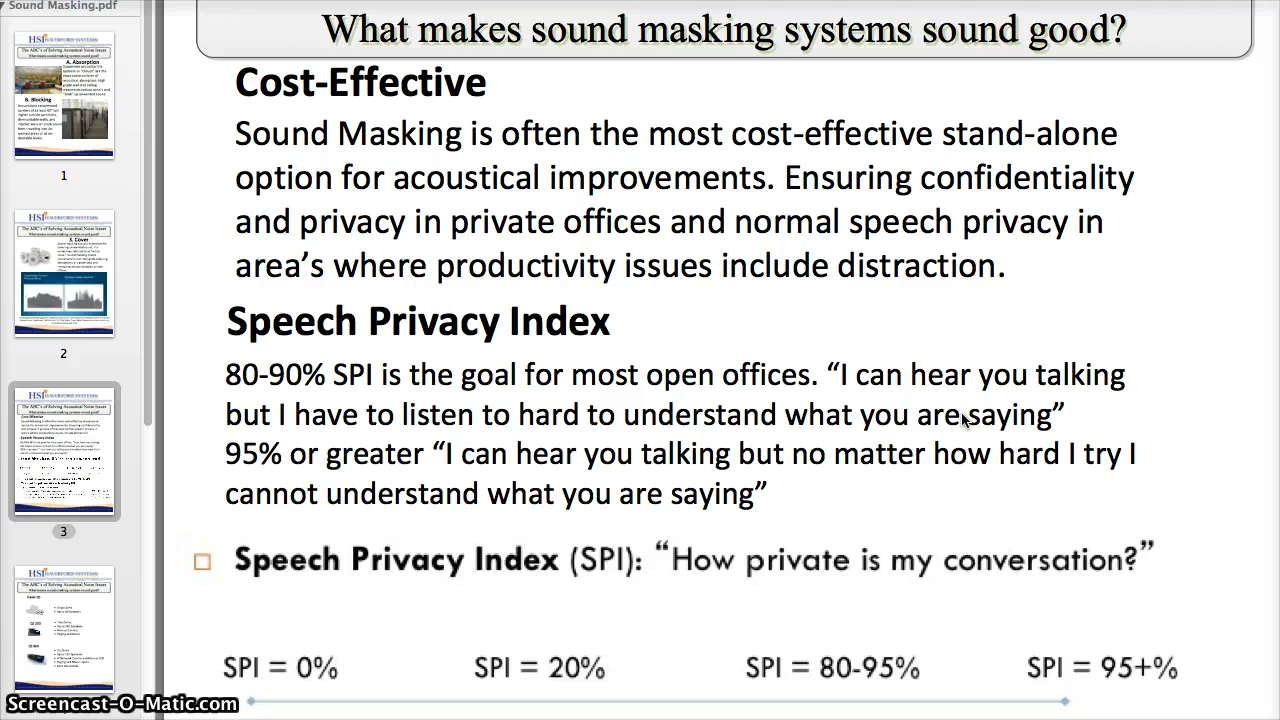 Sound Masking.pdf
What makes sound masking systems sound good?
Cost-Effective
Sound Masking is often the most cost-effective stand-alone
option for acoustical improvements. Ensuring confidentiality
and privacy in private offices and normal speech privacy in
area’s where productivity issues include distraction.
Speech Privacy Index
80-90% SPI is the goal for most open offices. “I can hear you talking
but I have to listen to hard to understand what you are saying”
95% or greater “I can hear you talking but no matter how hard I try I
cannot understand what you are saying”
Speech Privacy Index (SPI): “How private is my conversation?”
SPI = 0% SPI = 20% SPI = 80-95% SPI = 95+%
HSI
A. Absorption
B. Blocking
1
HSI
2
HSI
3
HSI
Screencast-O-Matic.com